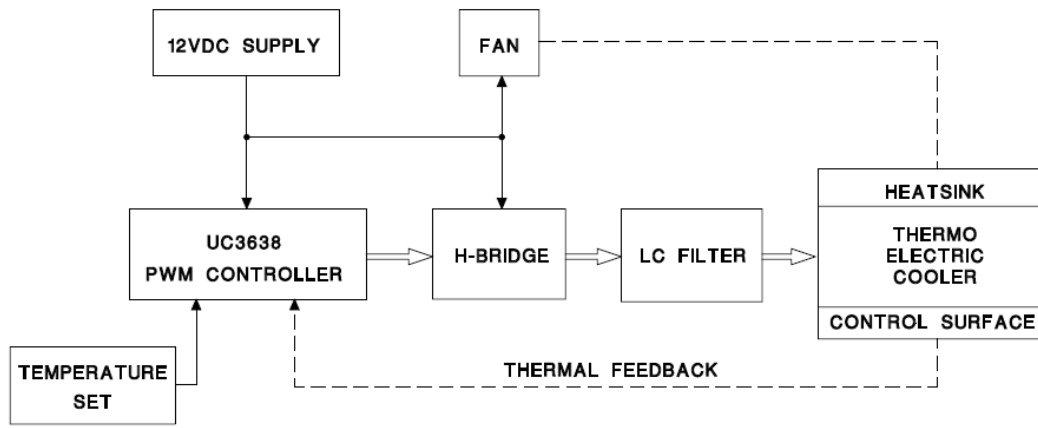 12VDC SUPPLY
FAN
HEATSINK
UC3638
PWM CONTROLLER
H-BRIDGE
LC FILTER
THERMO
ELECTRIC
COOLER
CONTROL SURFACE
TEMPERATURE
SET
THERMAL FEEDBACK